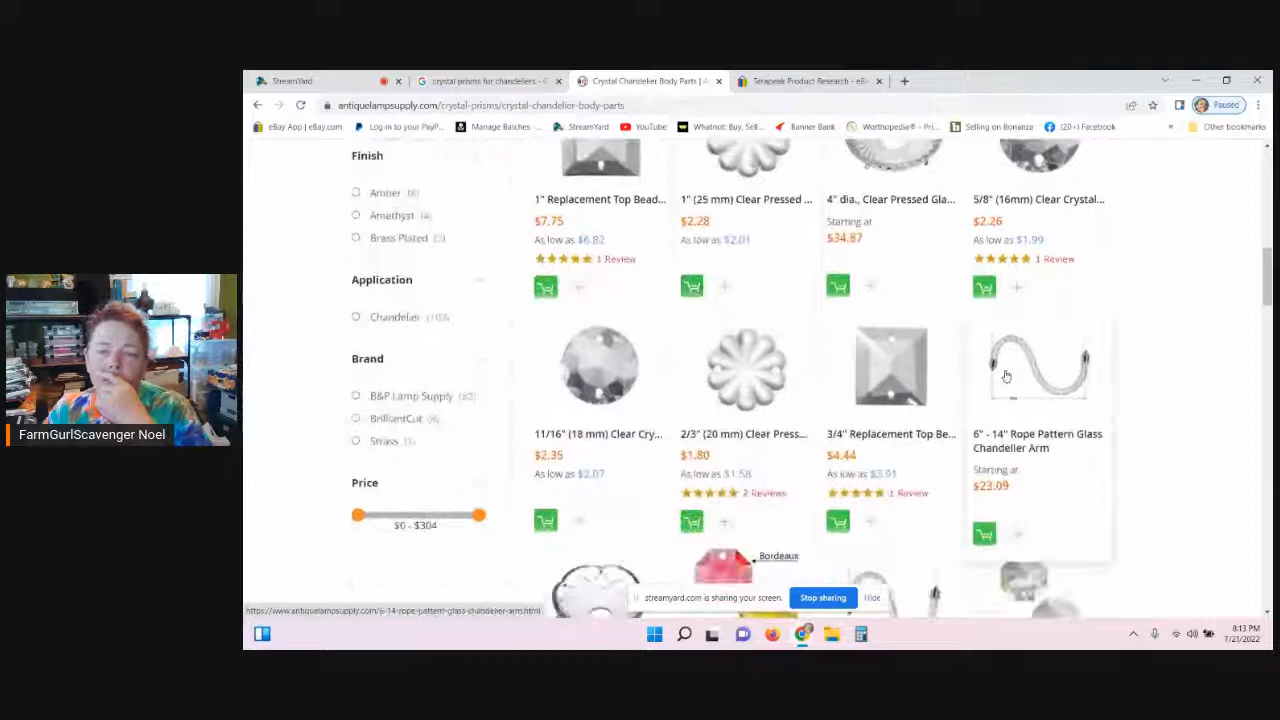 StreamYard
crystal prisms for chandeliers -
Crystal Chandelier Body Parts | A
Terapeak Product Research - eB
antiquelampsupply.com/crystal-prisms/crystal-chandelier-body-parts
Paused
eBay App | eBay.com
Log in to your PayP...
Manage Batches -...
StreamYard
YouTube
Whatnot: Buy, Sell,...
Banner Bank
Worthopedia® - Pri...
Selling on Bonanza
(20+) Facebook
Other bookmarks
Finish
Amber
Amethyst
Brass Plated
Application
Chandelier
Brand
B&P Lamp Supply
BrilliantCut
Strass
Price
$0 - $304
1" Replacement Top Bead...
$7.75
As low as $6.82
1 Review
1" (25 mm) Clear Pressed ...
$2.28
As low as $2.01
4" dia., Clear Pressed Gla...
Starting at
$34.87
5/8" (16mm) Clear Crystal...
$2.26
As low as $1.99
1 Review
11/16" (18 mm) Clear Cry...
$2.35
As low as $2.07
2/3" (20 mm) Clear Press...
$1.80
As low as $1.58
2 Reviews
3/4" Replacement Top Be...
$4.44
As low as $3.91
1 Review
6" - 14" Rope Pattern Glass
Chandelier Arm
Starting at
$23.09
Bordeaux
streamyard.com is sharing your screen.
Stop sharing
Hide
https://www.antiquelampsupply.com/6-14-rope-pattern-glass-chandelier-arm.html
8:13 PM
7/21/2022
FarmGurlScavenger Noel